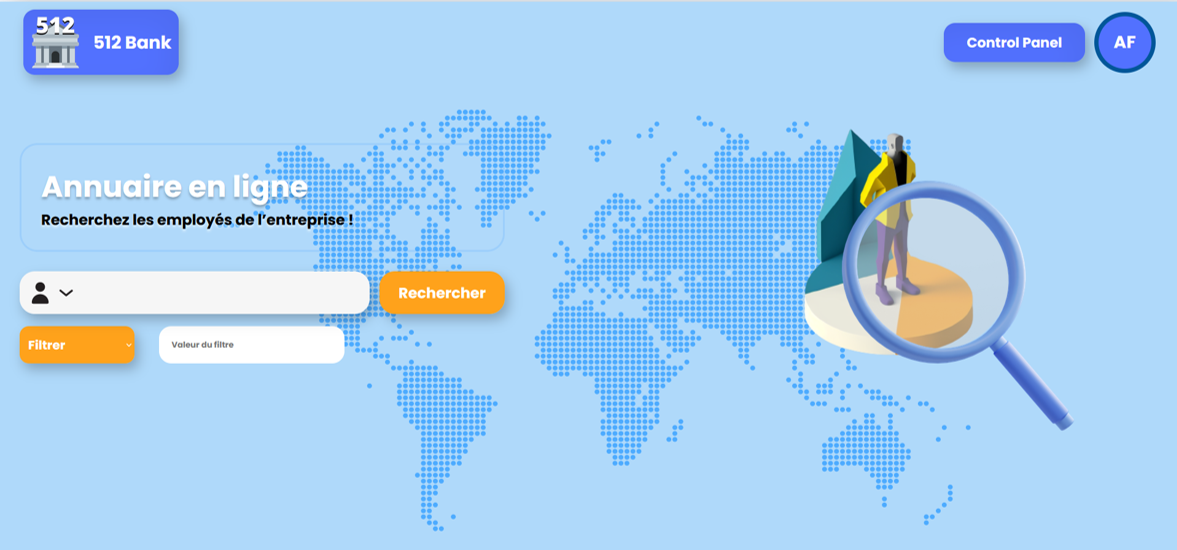 512
512 Bank
Control Panel
AF
Annuaire en ligne
Recherchez les employés de l'entreprise !
Rechercher
Filtrer
Valeur du filtre